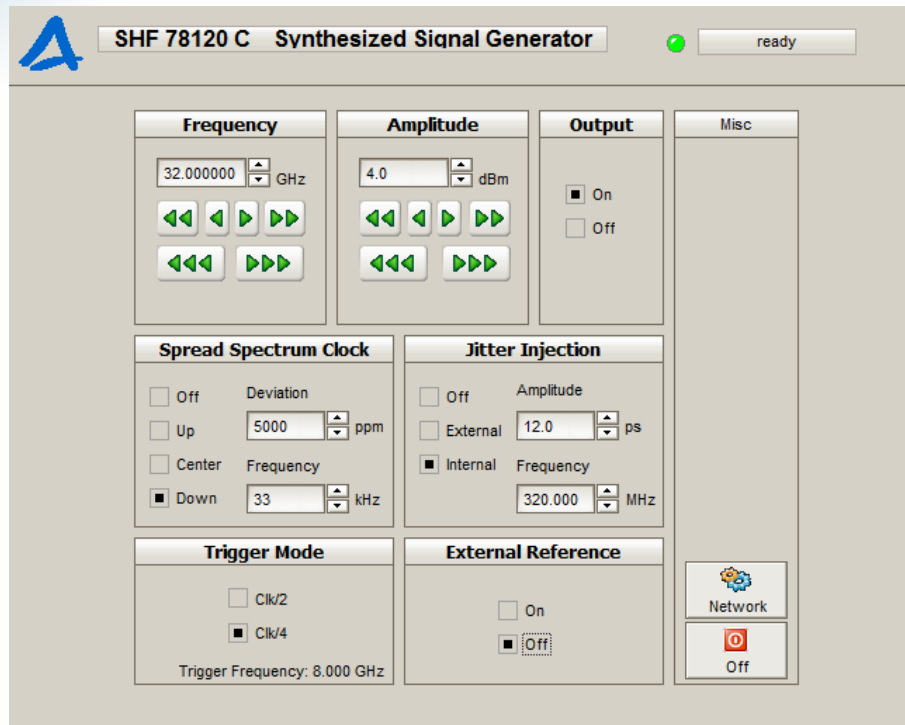 SHF 78120 C Synthesized Signal Generator
ready
Frequency
32.000000 GHz
Amplitude
4.0 dBm
Output
On
Off
Misc
Spread Spectrum Clock
Off
Up
Center
Down
Deviation
5000 ppm
Frequency
33 kHz
Jitter Injection
Off
External
Internal
Amplitude
12.0 ps
Frequency
320.000 MHz
Trigger Mode
Clk/2
Clk/4
Trigger Frequency: 8.000 GHz
External Reference
On
Off
Network
Off